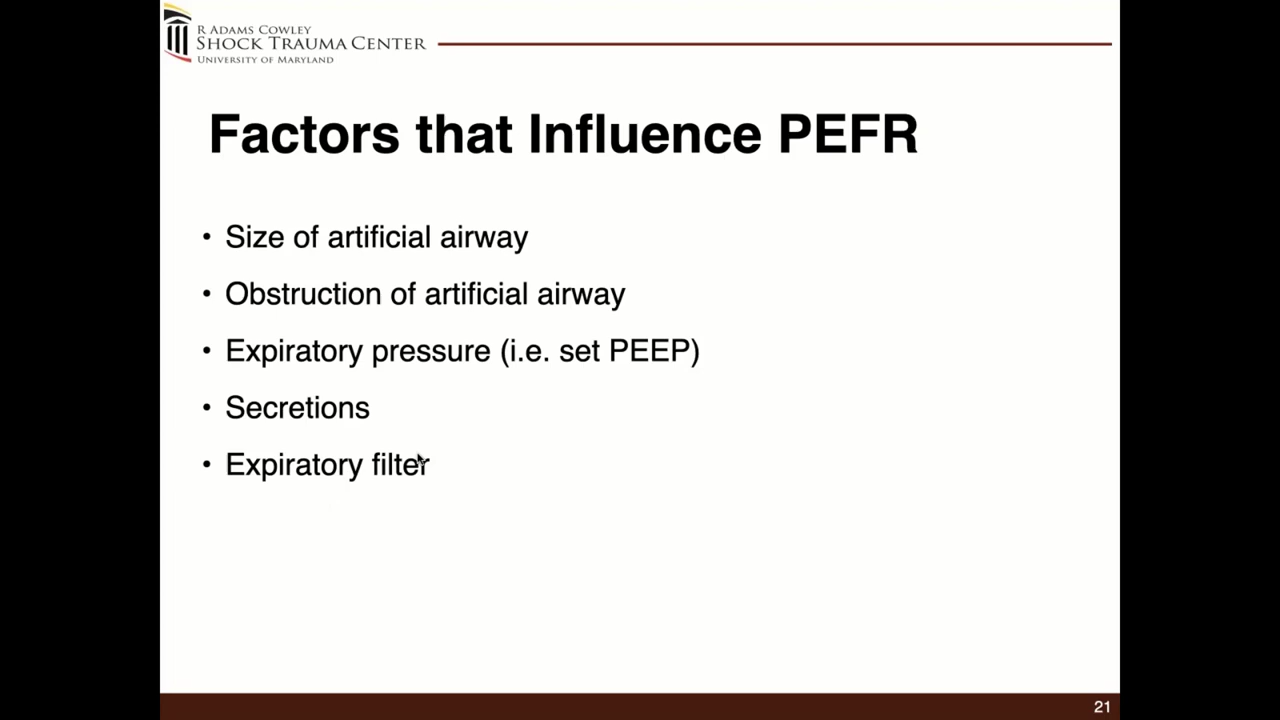 R ADAMS COWLEY
SHOCK TRAUMA CENTER
UNIVERSITY OF MARYLAND
Factors that Influence PEFR
• Size of artificial airway
• Obstruction of artificial airway
• Expiratory pressure (i.e. set PEEP)
• Secretions
• Expiratory filter
21